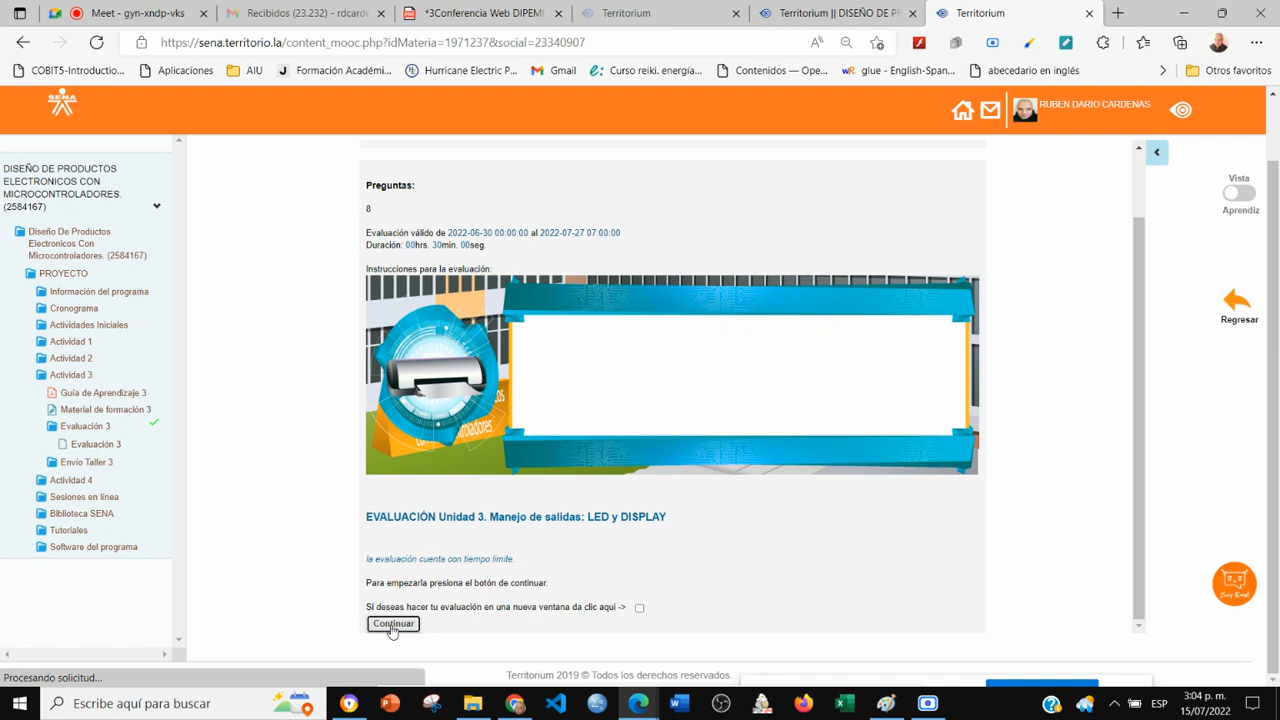 Meet - gyn-xndp-vks
Recibidos (23.232) - rdcarde
*3Conferencia Web DIPEM
Territorium
Territorium || DISEÑO DE PR
Territorium
https://sena.territorio.la/content_mooc.php?idMateria=1971237&social=23340907
COBIT5-Introductio...
Aplicaciones
AIU
Formación Académi...
Hurricane Electric P...
Gmail
Curso reiki. energía...
Contenidos — Ope...
glue - English-Span...
abecedario en inglés
Otros favoritos
SENA
RUBEN DARIO CARDENAS
DISEÑO DE PRODUCTOS
ELECTRONICOS CON
MICROCONTROLADORES.
(2584167)
Diseño De Productos
Electronicos Con
Microcontroladores. (2584167)
PROYECTO
Información del programa
Cronograma
Actividades Iniciales
Actividad 1
Actividad 2
Actividad 3
Guía de Aprendizaje 3
Material de formación 3
Evaluación 3
Evaluación 3
Envío Taller 3
Actividad 4
Sesiones en línea
Biblioteca SENA
Tutoriales
Software del programa
Preguntas:
8
Evaluación válido de 2022-06-30 00:00:00 al 2022-07-27 07:00:00
Duración: 00hrs. 30min. 00seg.
Instrucciones para la evaluación:
EVALUACIÓN Unidad 3. Manejo de salidas: LED y DISPLAY
la evaluación cuenta con tiempo limite.
Para empezarla presiona el botón de continuar.
Si deseas hacer tu evaluación en una nueva ventana da clic aqui ->
Continuar
Vista
Aprendiz
Regresar
¡Soy Eva!
Procesando solicitud...
Territorium 2019 © Todos los derechos reservados.
Escribe aquí para buscar
ESP
3:04 p. m.
15/07/2022